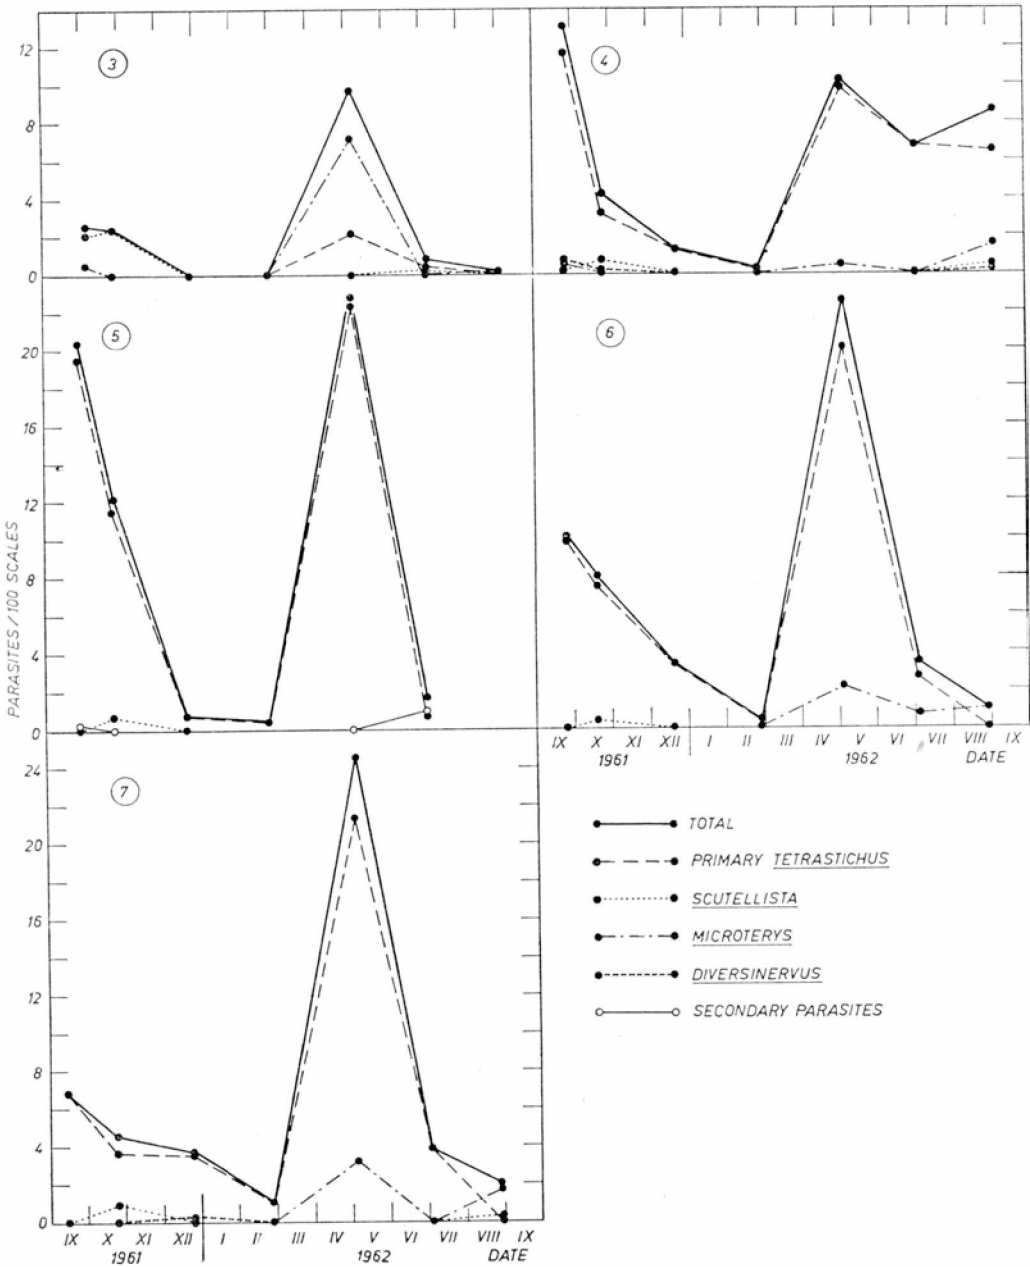 3
4
12
8
4
0
5
6
20
16
12
8
4
0
PARASITES / 100 SCALES
IX X XI XII I II III IV V VI VII VIII IX
1961 1962 DATE
7
24
20
16
12
8
4
0
IX X XI XII I II III IV V VI VII VIII IX
1961 1962 DATE
TOTAL
PRIMARY TETRASTICHUS
SCUTELLISTA
MICROTERYS
DIVERSINERVUS
SECONDARY PARASITES